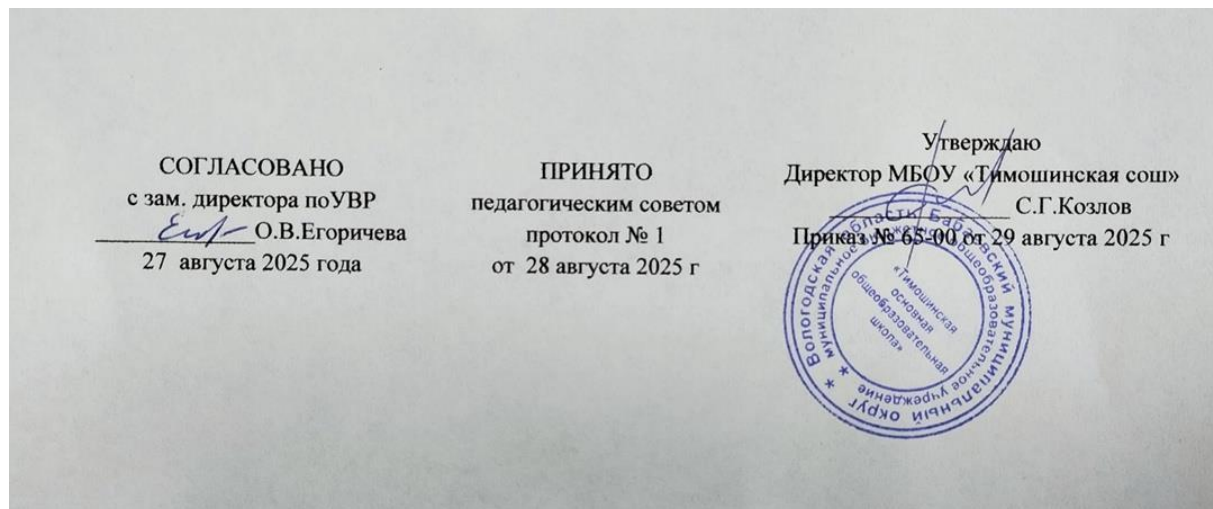 СОГЛАСОВАНО
с зам. директора поУВР
О.В.Егоричева
27 августа 2025 года
ПРИНЯТО
педагогическим советом
протокол № 1
от 28 августа 2025 г
Утверждаю
Директор МБОУ «Тимошинская сош»
С.Г.Козлов
Приказ № 65-00 от 29 августа 2025 г
* Вологодская область Бабаевский муниципальный округ
* муниципальное бюджетное общеобразовательное учреждение
«Тимошинская
основная
общеобразовательная
школа»